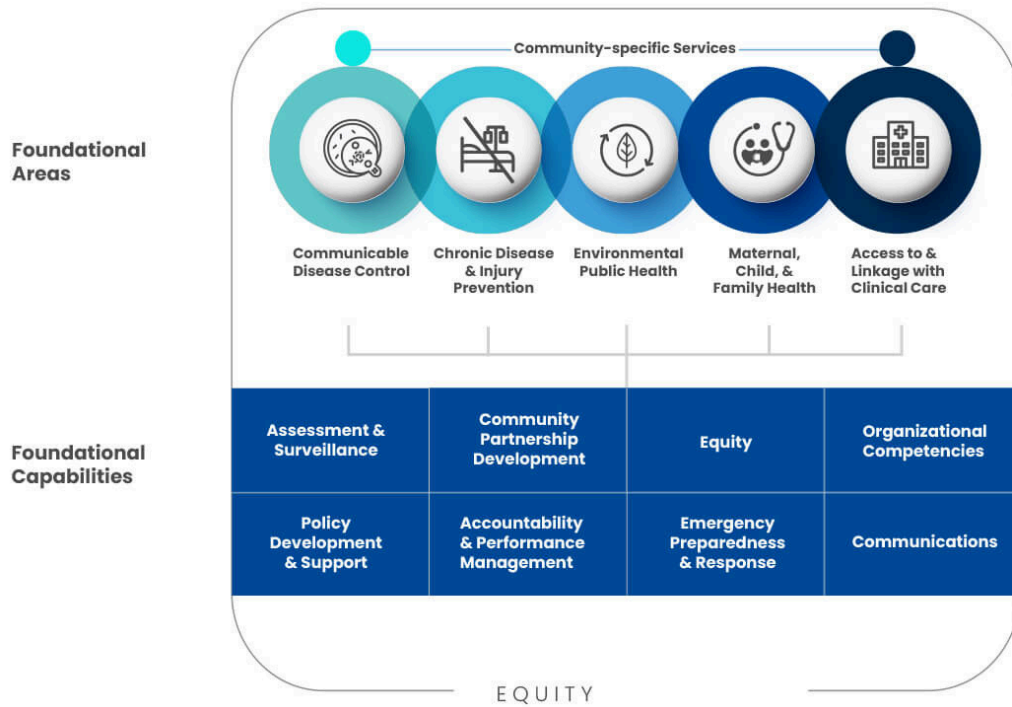 Community-specific Services
Foundational
Areas
Communicable
Disease Control
Chronic Disease
& Injury
Prevention
Environmental
Public Health
Maternal,
Child, &
Family Health
Access to &
Linkage with
Clinical Care
Foundational
Capabilities
Assessment &
Surveillance
Community
Partnership
Development
Equity
Organizational
Competencies
Policy
Development
& Support
Accountability
& Performance
Management
Emergency
Preparedness
& Response
Communications
EQUITY